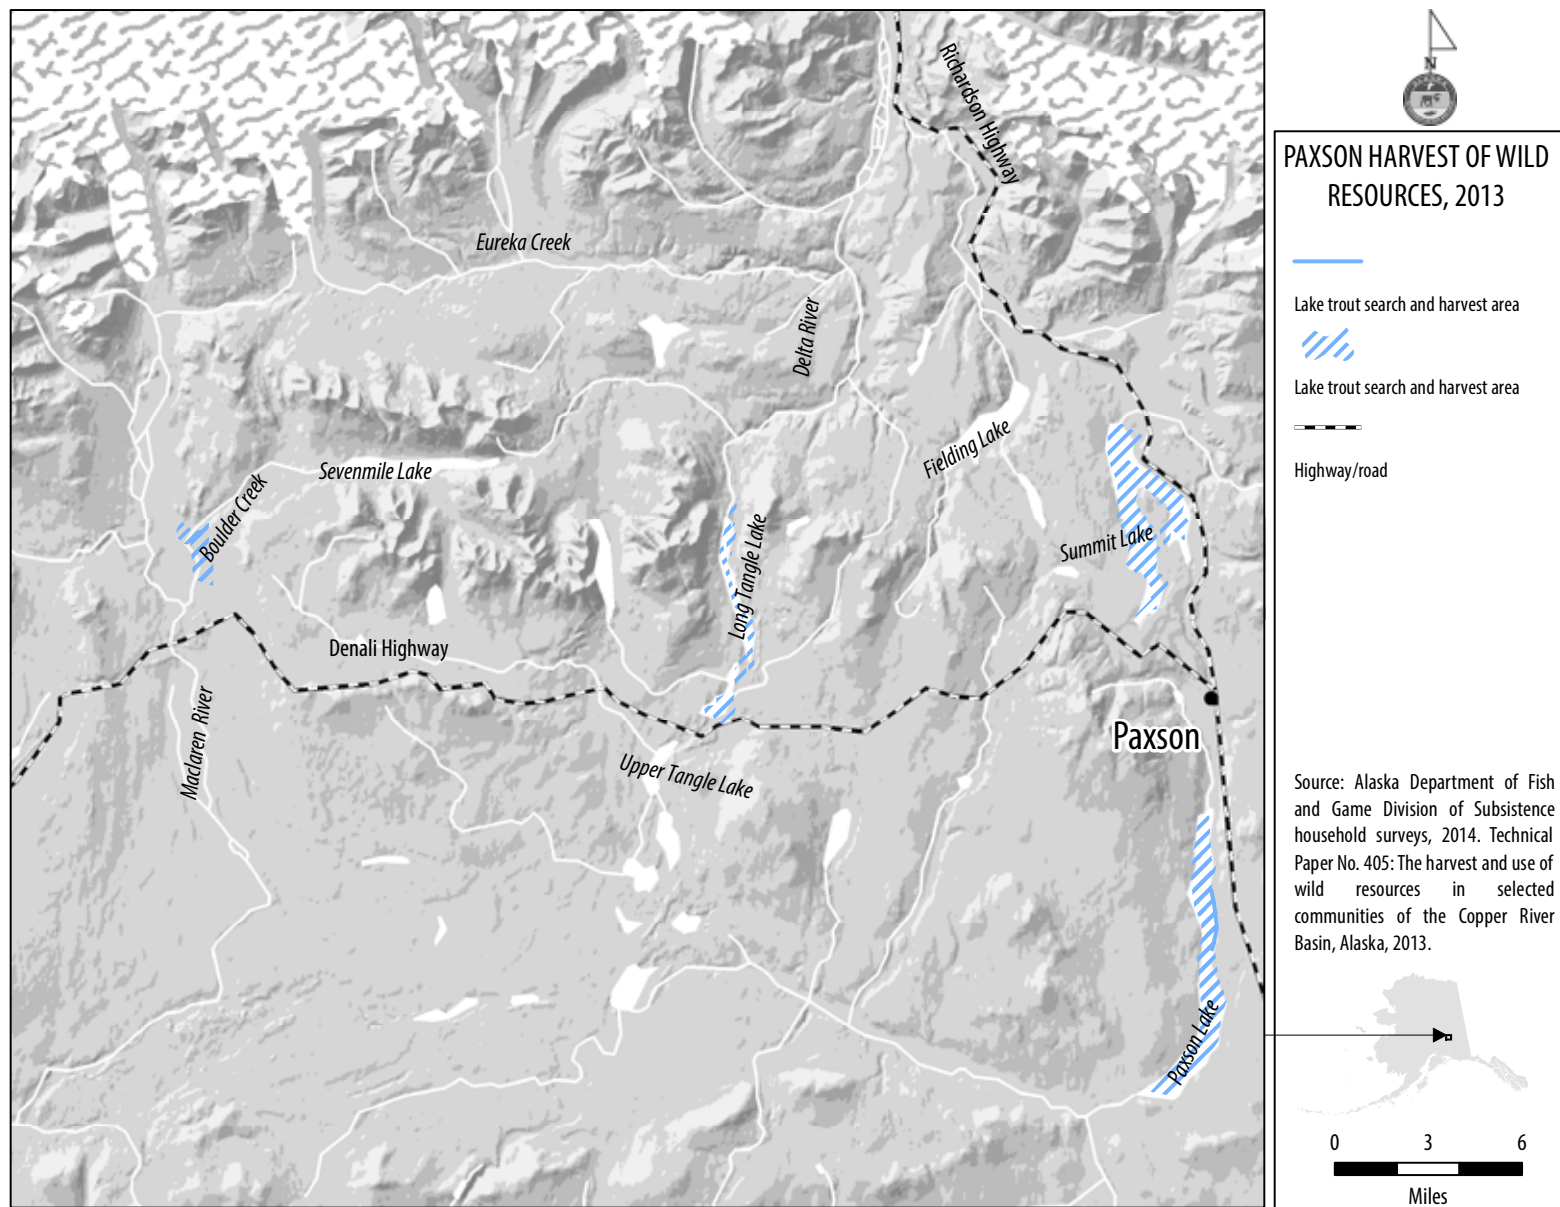 N
PAXSON HARVEST OF WILD
RESOURCES, 2013
Lake trout search and harvest area
Lake trout search and harvest area
Highway/road
Source: Alaska Department of Fish
and Game Division of Subsistence
household surveys, 2014. Technical
Paper No. 405: The harvest and use of
wild resources in selected
communities of the Copper River
Basin, Alaska, 2013.
0 3 6
Miles
Richardson Highway
Eureka Creek
Delta River
Fielding Lake
Sevenmile Lake
Boulder Creek
Long Tangle Lake
Summit Lake
Denali Highway
Maclaren River
Upper Tangle Lake
Paxson
Paxson Lake